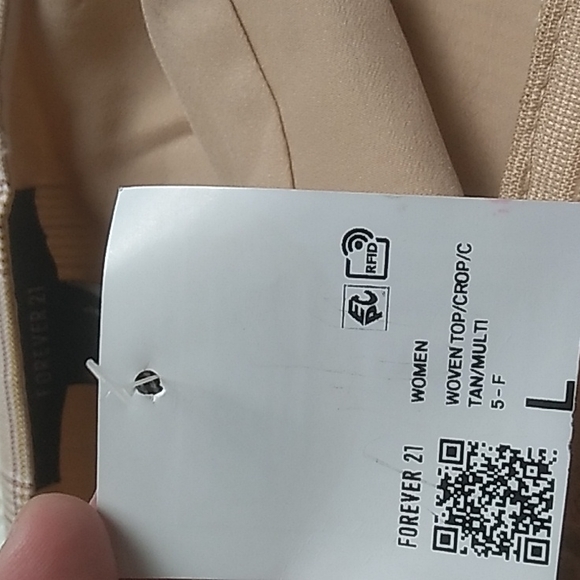 RFID
EPC
WOMEN
WOVEN TOP/CROP/C
TAN/MULTI
5 - F
L
FOREVER 21
FOREVER 21